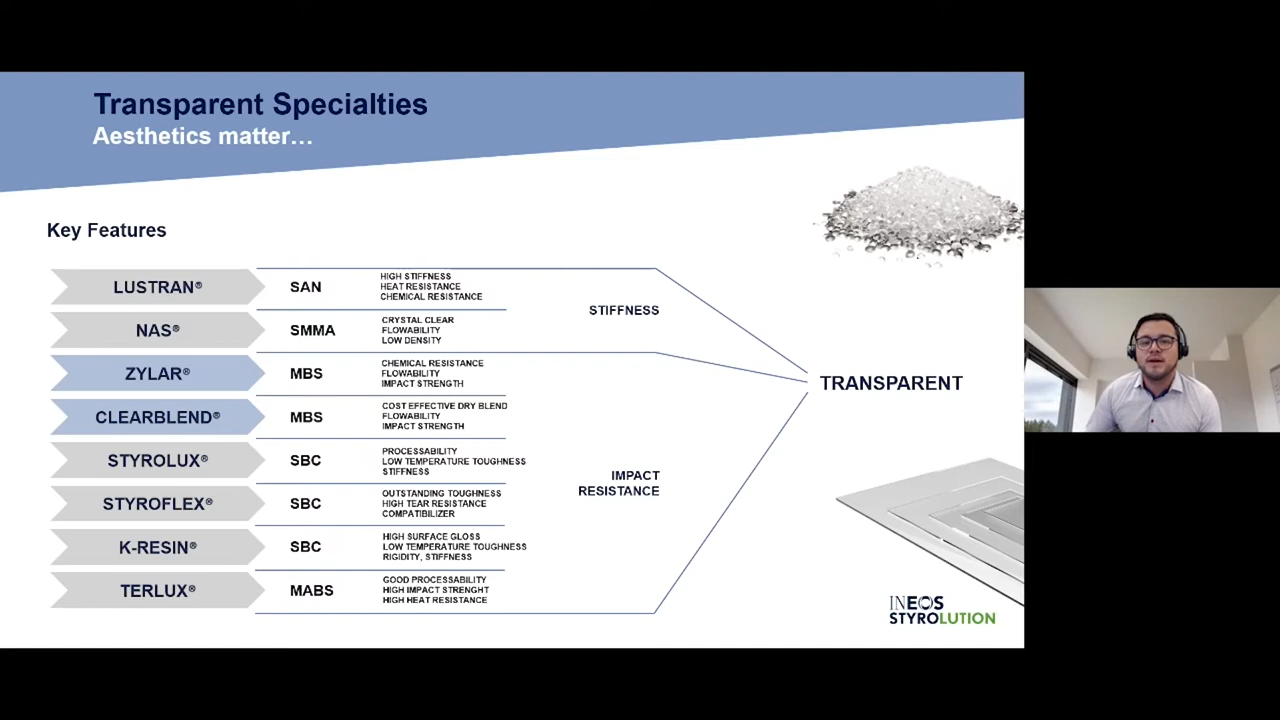 Transparent Specialties
Aesthetics matter...
Key Features
LUSTRAN®
SAN
HIGH STIFFNESS
HEAT RESISTANCE
CHEMICAL RESISTANCE
NAS®
SMMA
CRYSTAL CLEAR
FLOWABILITY
LOW DENSITY
ZYLAR®
MBS
CHEMICAL RESISTANCE
FLOWABILITY
IMPACT STRENGTH
CLEARBLEND®
MBS
COST EFFECTIVE DRY BLEND
FLOWABILITY
IMPACT STRENGTH
STYROLUX®
SBC
PROCESSABILITY
LOW TEMPERATURE TOUGHNESS
STIFFNESS
STYROFLEX®
SBC
OUTSTANDING TOUGHNESS
HIGH TEAR RESISTANCE
COMPATIBILIZER
K-RESIN®
SBC
HIGH SURFACE GLOSS
LOW TEMPERATURE TOUGHNESS
RIGIDITY, STIFFNESS
TERLUX®
MABS
GOOD PROCESSABILITY
HIGH IMPACT STRENGHT
HIGH HEAT RESISTANCE
STIFFNESS
IMPACT
RESISTANCE
TRANSPARENT
INEOS
STYROLUTION